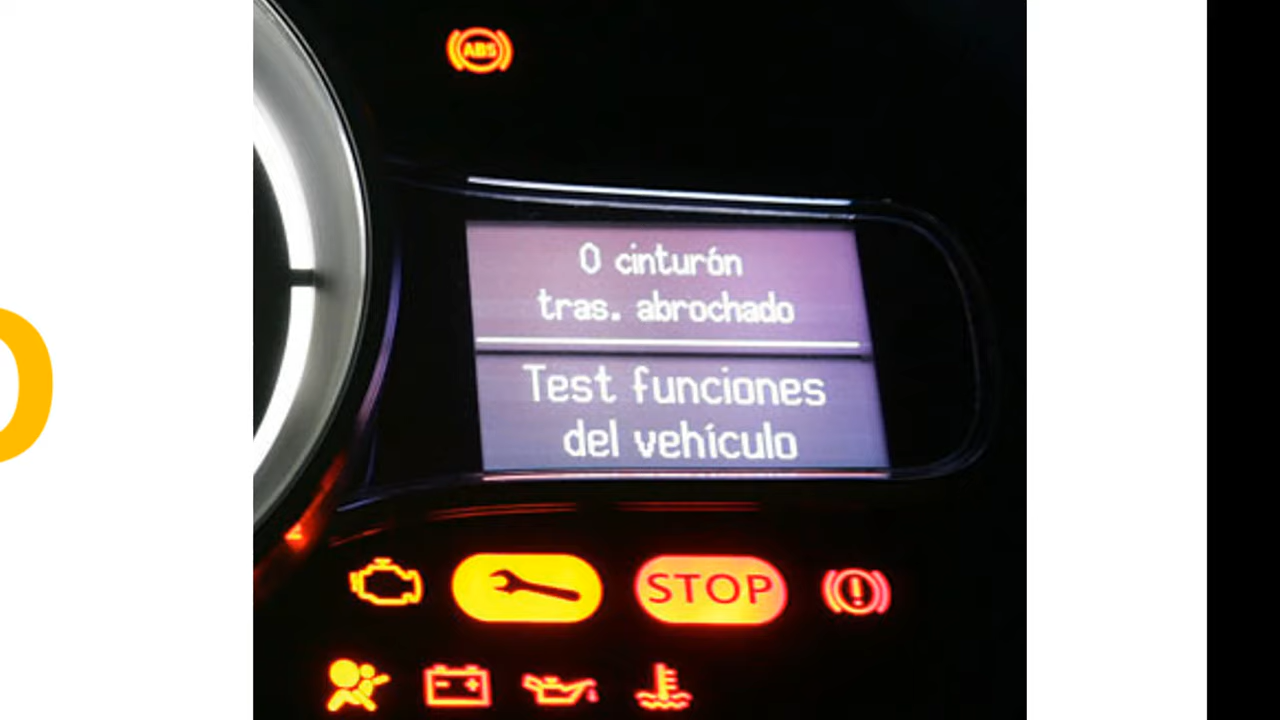 ABS
0 cinturón
tras. abrochado
Test funciones
del vehículo
STOP